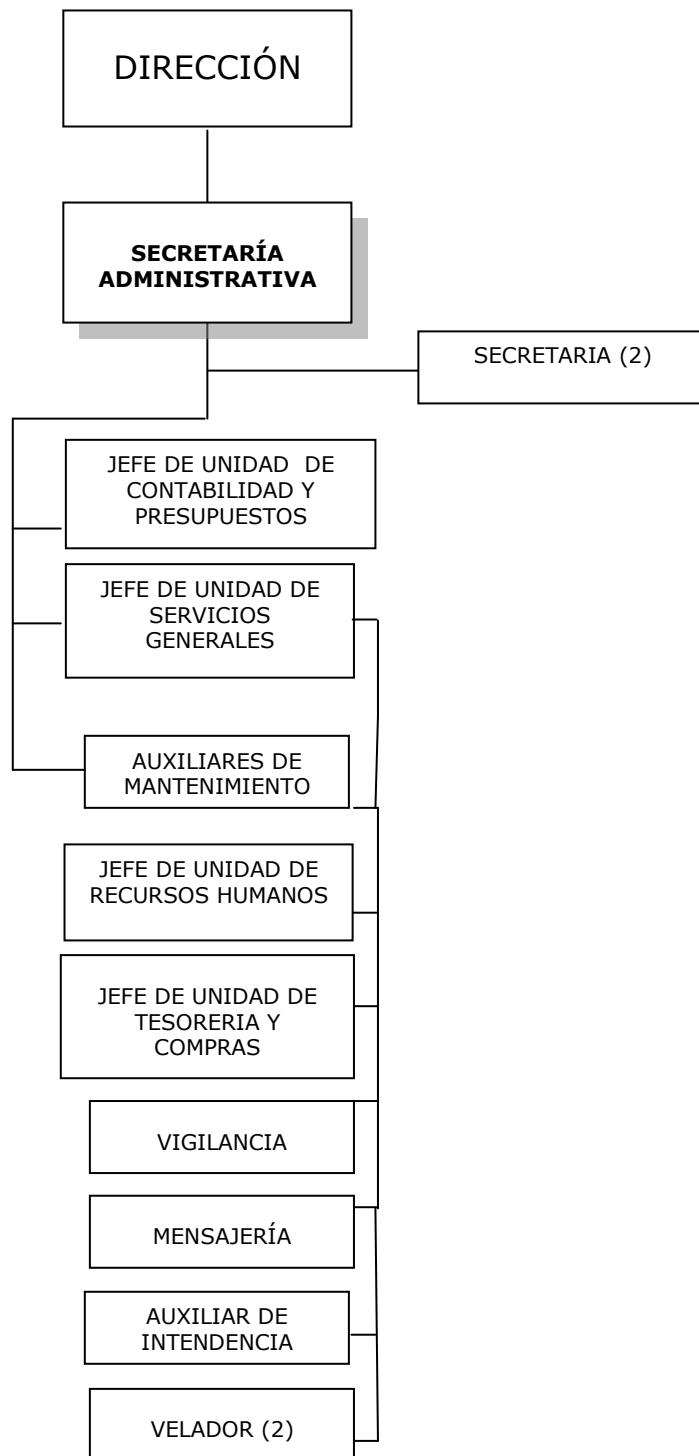 DIRECCIÓN
SECRETARÍA
ADMINISTRATIVA
SECRETARIA (2)
JEFE DE UNIDAD DE
CONTABILIDAD Y
PRESUPUESTOS
JEFE DE UNIDAD DE
SERVICIOS
GENERALES
AUXILIARES DE
MANTENIMIENTO
JEFE DE UNIDAD DE
RECURSOS HUMANOS
JEFE DE UNIDAD DE
TESORERIA Y
COMPRAS
VIGILANCIA
MENSAJERÍA
AUXILIAR DE
INTENDENCIA
VELADOR (2)